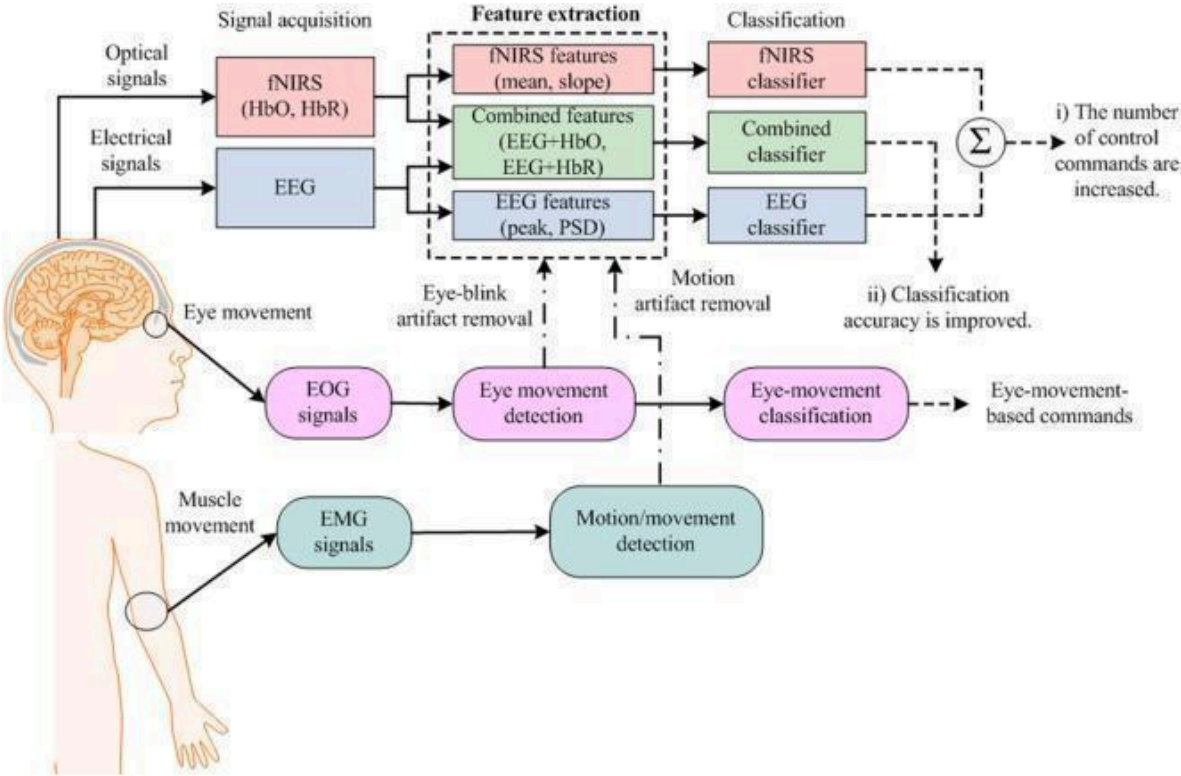 Signal acquisition
Feature extraction
Classification
Optical
signals
fNIRS
(HbO, HbR)
fNIRS features
(mean, slope)
fNIRS
classifier
Electrical
signals
EEG
Combined features
(EEG+HbO,
EEG+HbR)
Combined
classifier
EEG features
(peak, PSD)
EEG
classifier
Σ
i) The number
of control
commands are
increased.
Eye-blink
artifact removal
Motion
artifact removal
ii) Classification
accuracy is improved.
Eye movement
EOG
signals
Eye movement
detection
Eye-movement
classification
Eye-movement-
based commands
Muscle
movement
EMG
signals
Motion/movement
detection